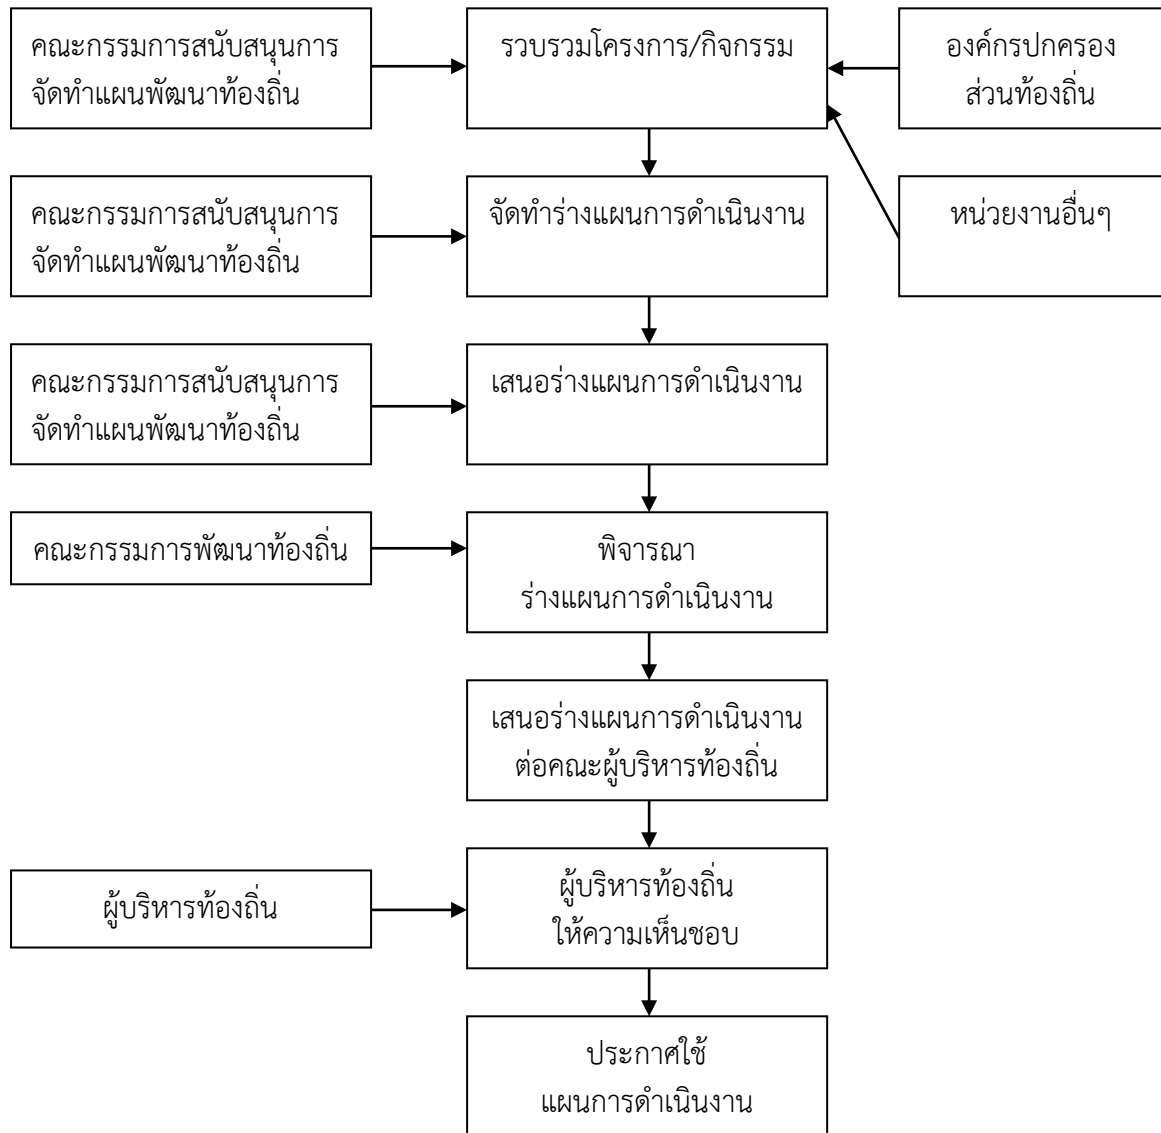 คณะกรรมการสนับสนุนการ
จัดทำแผนพัฒนาท้องถิ่น
รวบรวมโครงการ/กิจกรรม
องค์กรปกครอง
ส่วนท้องถิ่น
คณะกรรมการสนับสนุนการ
จัดทำแผนพัฒนาท้องถิ่น
จัดทำร่างแผนการดำเนินงาน
หน่วยงานอื่นๆ
คณะกรรมการสนับสนุนการ
จัดทำแผนพัฒนาท้องถิ่น
เสนอร่างแผนการดำเนินงาน
คณะกรรมการพัฒนาท้องถิ่น
พิจารณา
ร่างแผนการดำเนินงาน
เสนอร่างแผนการดำเนินงาน
ต่อคณะผู้บริหารท้องถิ่น
ผู้บริหารท้องถิ่น
ผู้บริหารท้องถิ่น
ให้ความเห็นชอบ
ประกาศใช้
แผนการดำเนินงาน